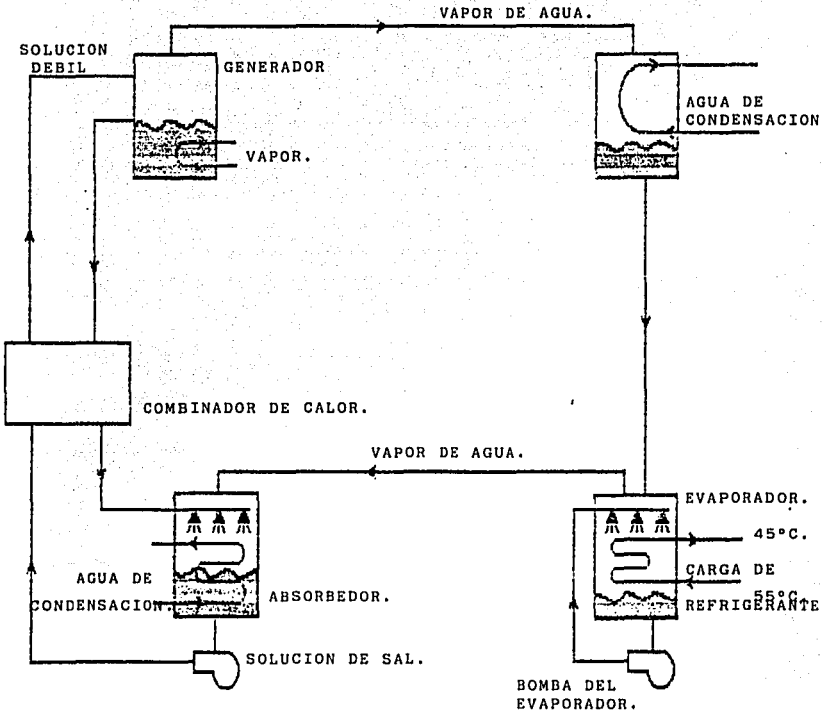 VAPOR DE AGUA.
SOLUCION
DEBIL
GENERADOR
AGUA DE
CONDENSACION
VAPOR.
COMBINADOR DE CALOR.
VAPOR DE AGUA.
EVAPORADOR.
45°C.
CARGA DE
55°C.
REFRIGERANTE
AGUA DE
CONDENSACION.
ABSORBEDOR.
SOLUCION DE SAL.
BOMBA DEL
EVAPORADOR.